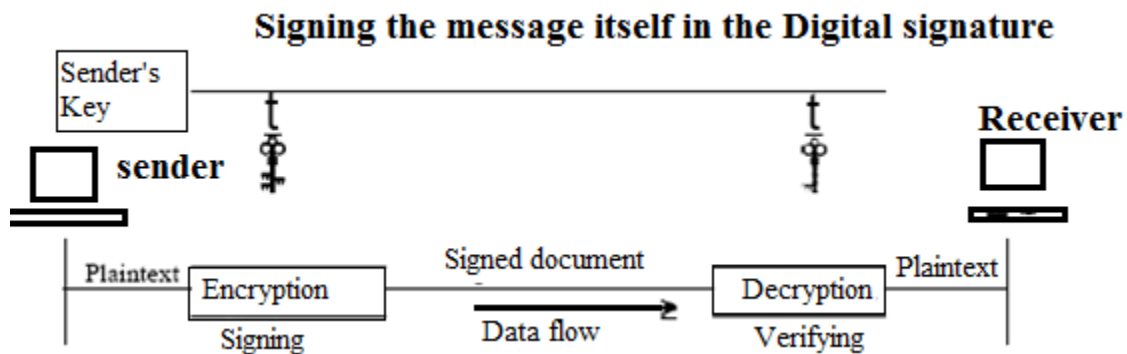 Signing the message itself in the Digital signature
Sender's
Key
Receiver
sender
Signed document
Plaintext
Plaintext
Encryption
Decryption
Data flow
Signing
Verifying